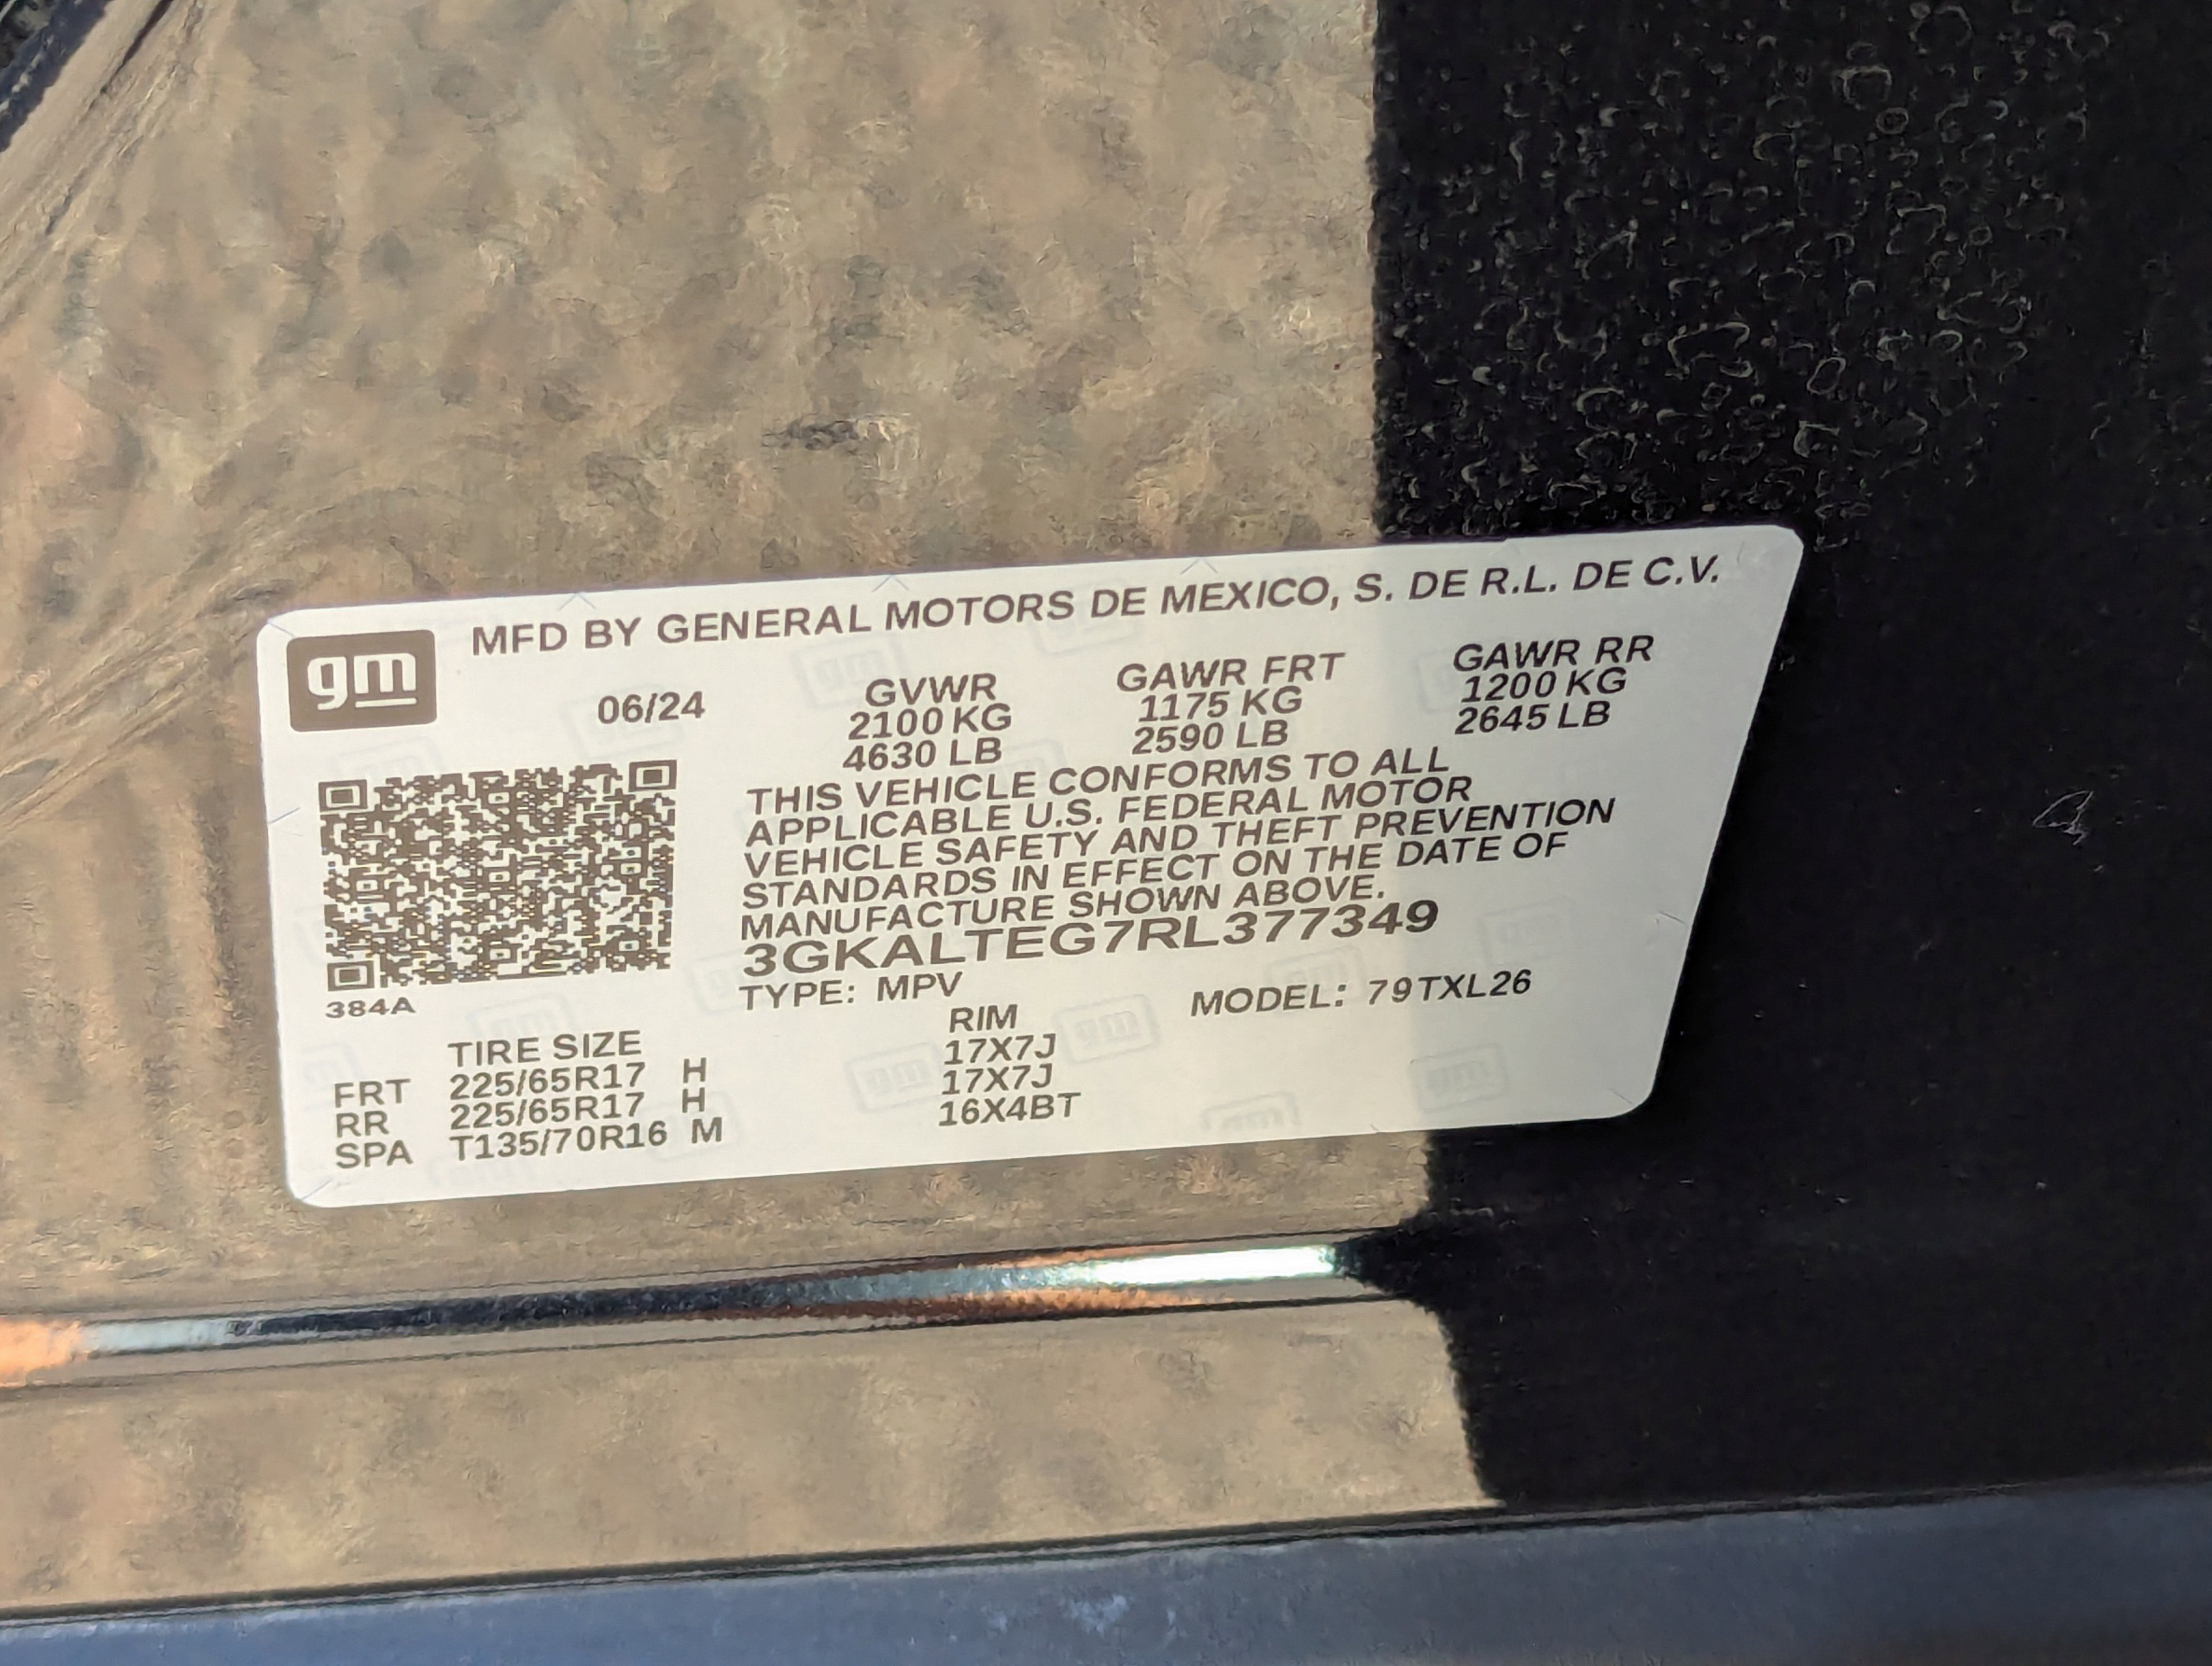 gm
MFD BY GENERAL MOTORS DE MEXICO, S. DE R.L. DE C.V.
06/24 GVWR GAWR FRT GAWR RR
2100 KG 1175 KG 1200 KG
4630 LB 2590 LB 2645 LB
THIS VEHICLE CONFORMS TO ALL
APPLICABLE U.S. FEDERAL MOTOR
VEHICLE SAFETY AND THEFT PREVENTION
STANDARDS IN EFFECT ON THE DATE OF
MANUFACTURE SHOWN ABOVE.
3GKALTEG7RL377349
384A
TYPE: MPV MODEL: 79TXL26
TIRE SIZE RIM
FRT 225/65R17 H 17X7J
RR 225/65R17 H 17X7J
SPA T135/70R16 M 16X4BT